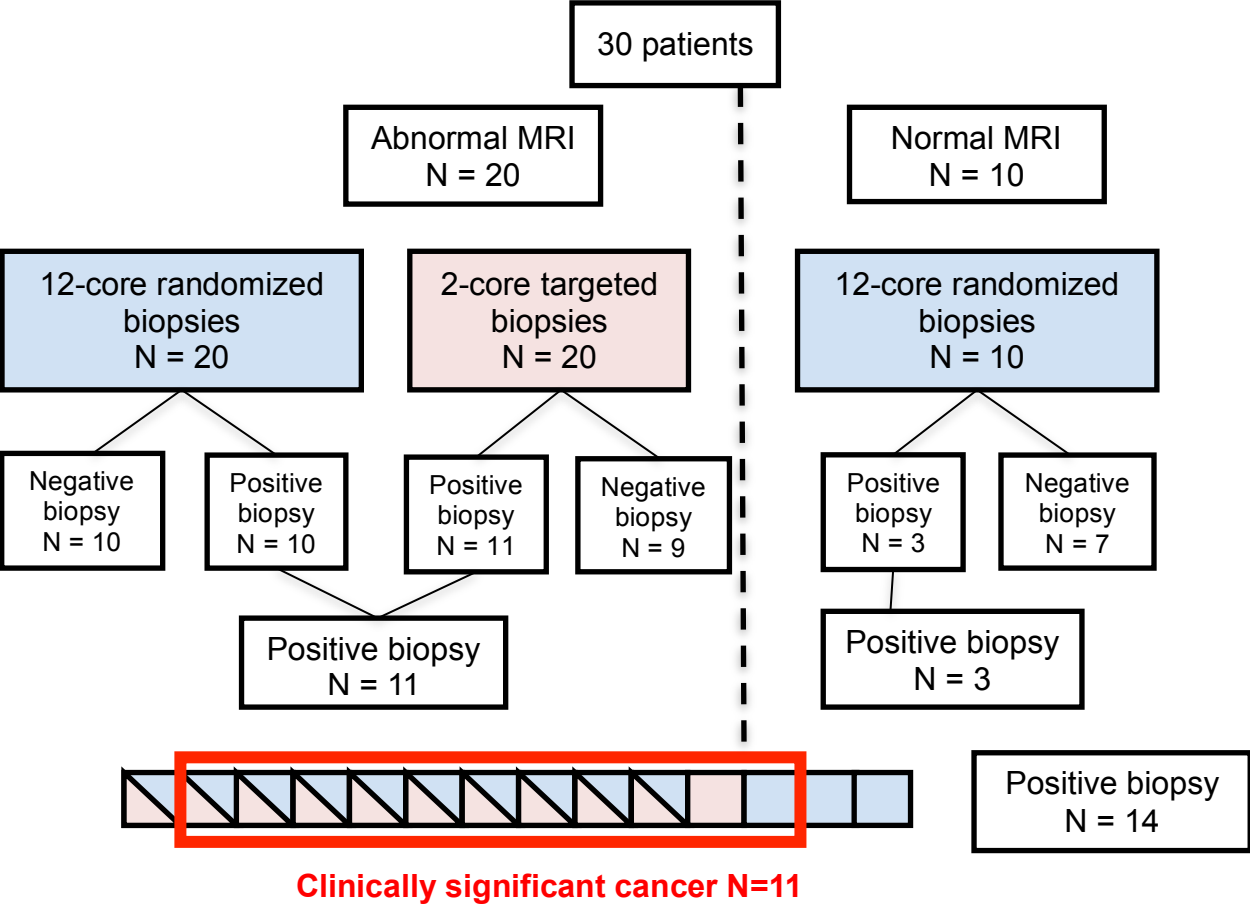 30 patients
Abnormal MRI
N = 20
Normal MRI
N = 10
12-core randomized
biopsies
N = 20
2-core targeted
biopsies
N = 20
12-core randomized
biopsies
N = 10
Negative
biopsy
N = 10
Positive
biopsy
N = 10
Positive
biopsy
N = 11
Negative
biopsy
N = 9
Positive
biopsy
N = 3
Negative
biopsy
N = 7
Positive biopsy
N = 11
Positive biopsy
N = 3
Positive biopsy
N = 14
Clinically significant cancer N=11